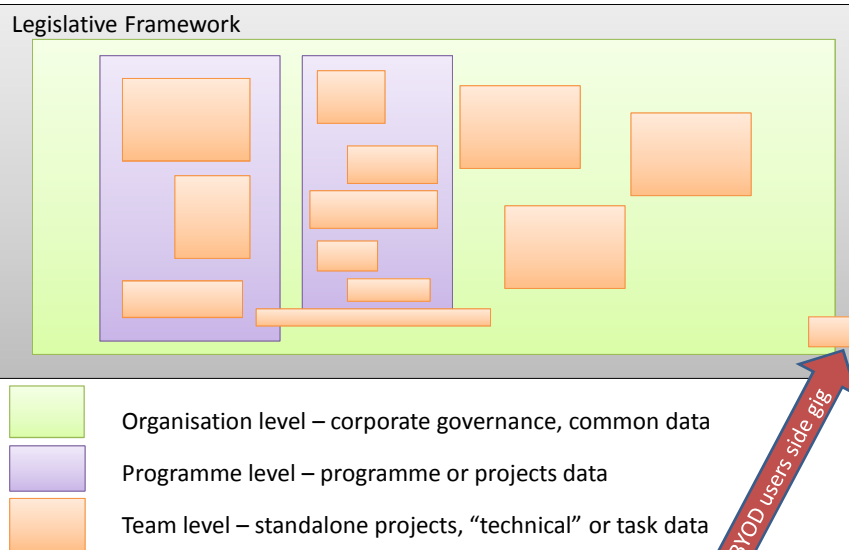 Legislative Framework
Organisation level – corporate governance, common data
Programme level – programme or projects data
Team level – standalone projects, “technical” or task data
BYOD users side gig